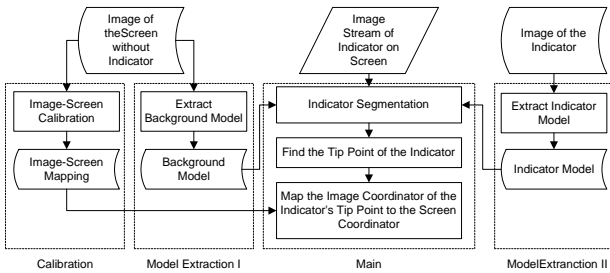 Image of
theScreen
without
Indicator
Image
Stream of
Indicator on
Screen
Image of the
Indicator
Image-Screen
Calibration
Extract
Background Model
Indicator Segmentation
Extract Indicator
Model
Image-Screen
Mapping
Background
Model
Find the Tip Point of the Indicator
Indicator Model
Map the Image Coordinator of the
Indicator's Tip Point to the Screen
Coordinator
Calibration
Model Extraction I
Main
ModelExtranction II